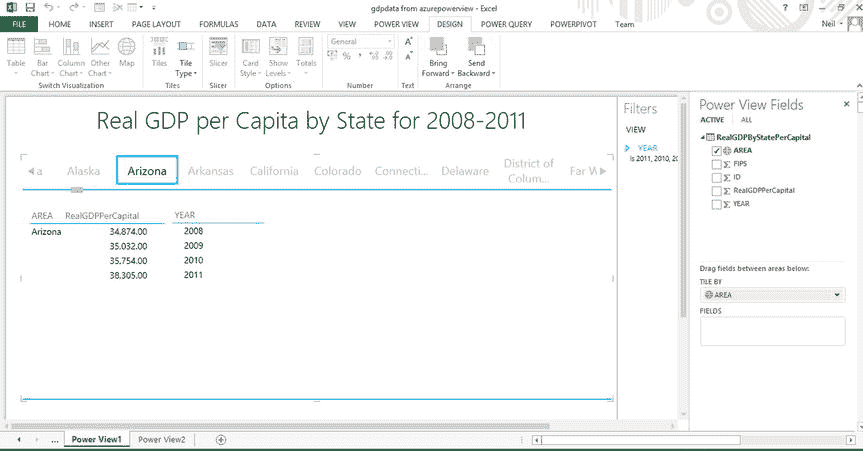 gdpdata from azurepowerview - Excel
FILE HOME INSERT PAGE LAYOUT FORMULAS DATA REVIEW VIEW POWER VIEW DESIGN POWER QUERY POWERPIVOT Team Neil
Table Bar Chart Column Chart Other Chart Map Tiles Tile Type Slicer Card Style Show Levels Totals General % , .0 .00 A A Bring Forward Send Backward
Switch Visualization Tiles Slicer Options Number Text Arrange
Real GDP per Capita by State for 2008-2011
a Alaska Arizona Arkansas California Colorado Connecti... Delaware District of Colum... Far W
AREA RealGDPPerCapital YEAR
Arizona 34,874.00 2008
35,032.00 2009
35,754.00 2010
38,305.00 2011
Filters
VIEW
YEAR
is 2011, 2010, 20
Power View Fields
ACTIVE ALL
RealGDPByStatePerCapital
AREA
Σ FIPS
Σ ID
Σ RealGDPPerCapital
Σ YEAR
Drag fields between areas below:
TILE BY
AREA
FIELDS
... Power View1 Power View2